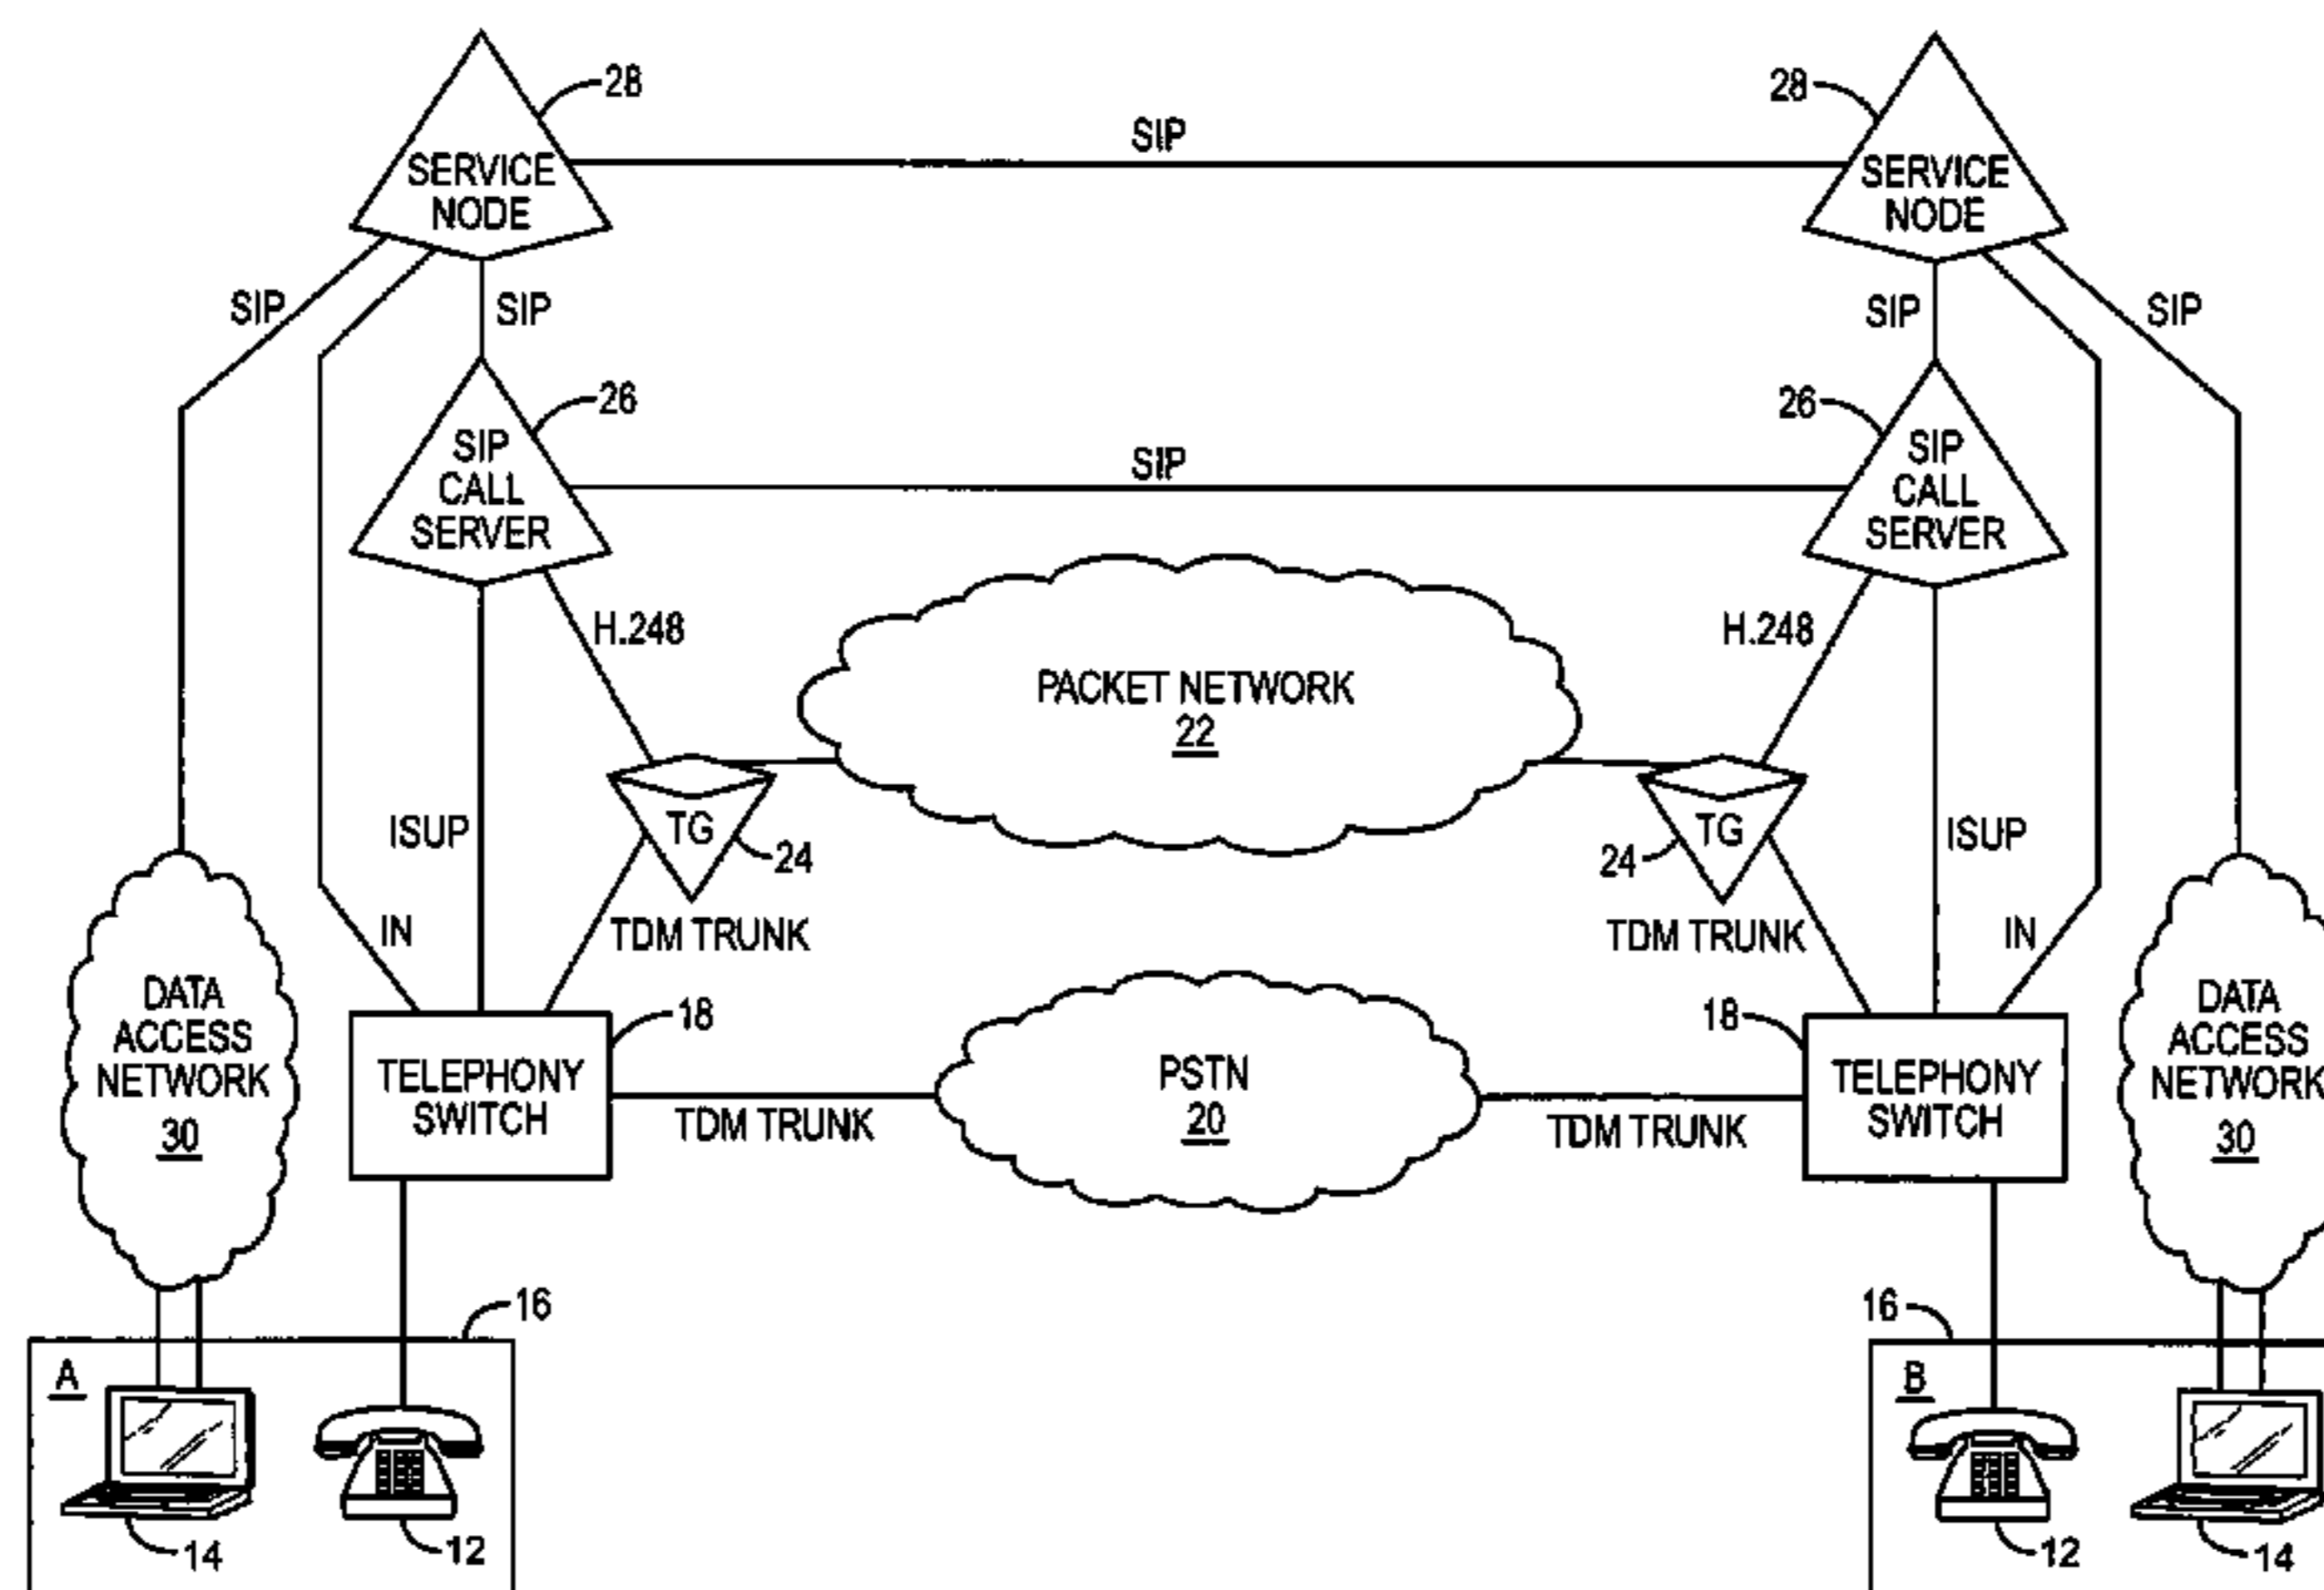 28
28
SIP
SERVICE
NODE
SERVICE
NODE
SIP
SIP
SIP
SIP
26
26
SIP
CALL
SERVER
SIP
SIP
CALL
SERVER
H.248
H.248
PACKET NETWORK
22
ISUP
TG
24
24
TG
ISUP
IN
TDM TRUNK
TDM TRUNK
IN
DATA
ACCESS
NETWORK
30
18
18
TELEPHONY
SWITCH
TDM TRUNK
PSTN
20
TDM TRUNK
TELEPHONY
SWITCH
DATA
ACCESS
NETWORK
30
16
16
A
B
14
12
12
14